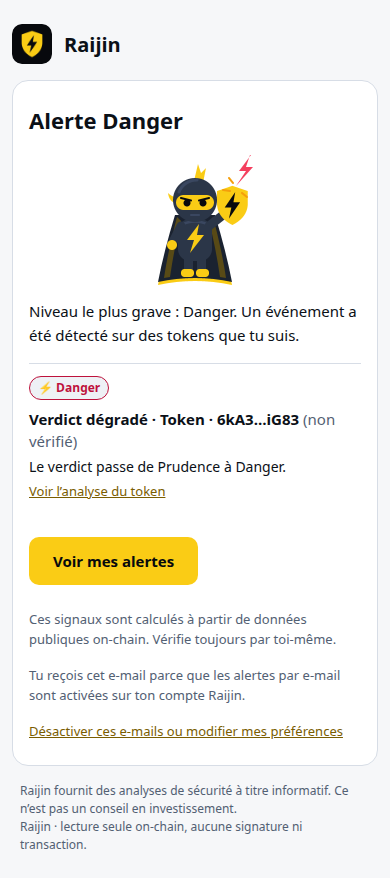 Raijin
Alerte Danger
Niveau le plus grave : Danger. Un événement a
été détecté sur des tokens que tu suis.
⚡ Danger
Verdict dégradé · Token · 6kA3…iG83 (non
vérifié)
Le verdict passe de Prudence à Danger.
Voir l’analyse du token
Voir mes alertes
Ces signaux sont calculés à partir de données
publiques on-chain. Vérifie toujours par toi-même.
Tu reçois cet e-mail parce que les alertes par e-mail
sont activées sur ton compte Raijin.
Désactiver ces e-mails ou modifier mes préférences
Raijin fournit des analyses de sécurité à titre informatif. Ce
n’est pas un conseil en investissement.
Raijin · lecture seule on-chain, aucune signature ni
transaction.